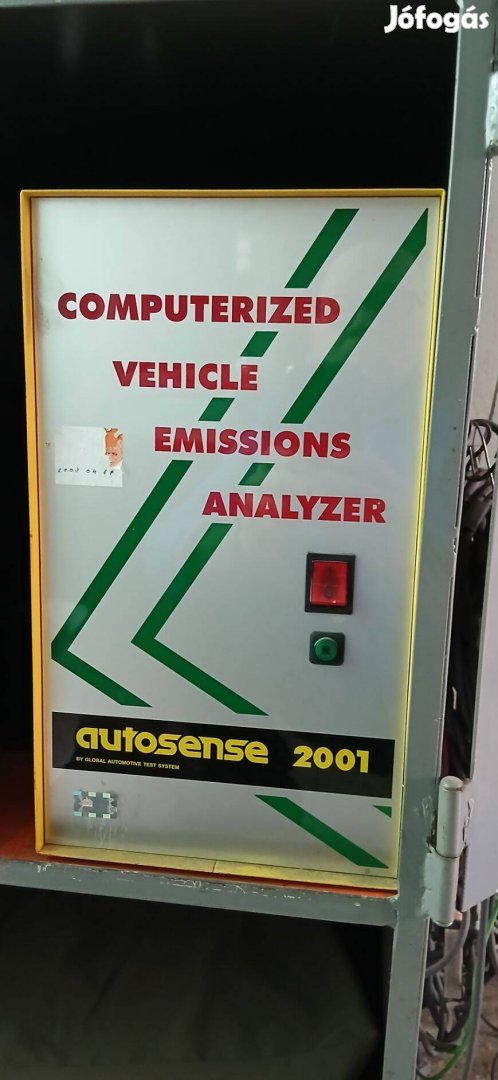 Jófogás
COMPUTERIZED
VEHICLE
EMISSIONS
ANALYZER
autosense 2001
BY GLOBAL AUTOMOTIVE TEST SYSTEM